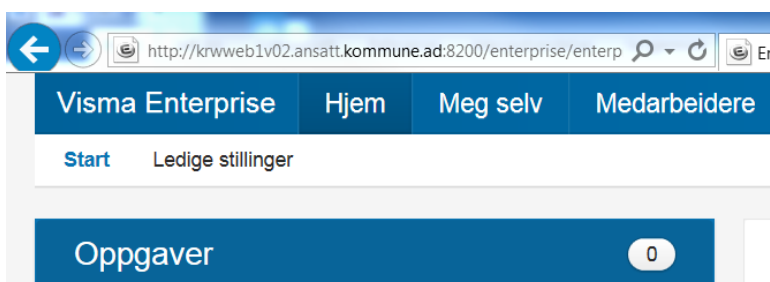 http://krwweb1v02.ansatt.kommune.ad:8200/enterprise/enterp
Visma Enterprise Hjem Meg selv Medarbeidere
Start Ledige stillinger
Oppgaver 0